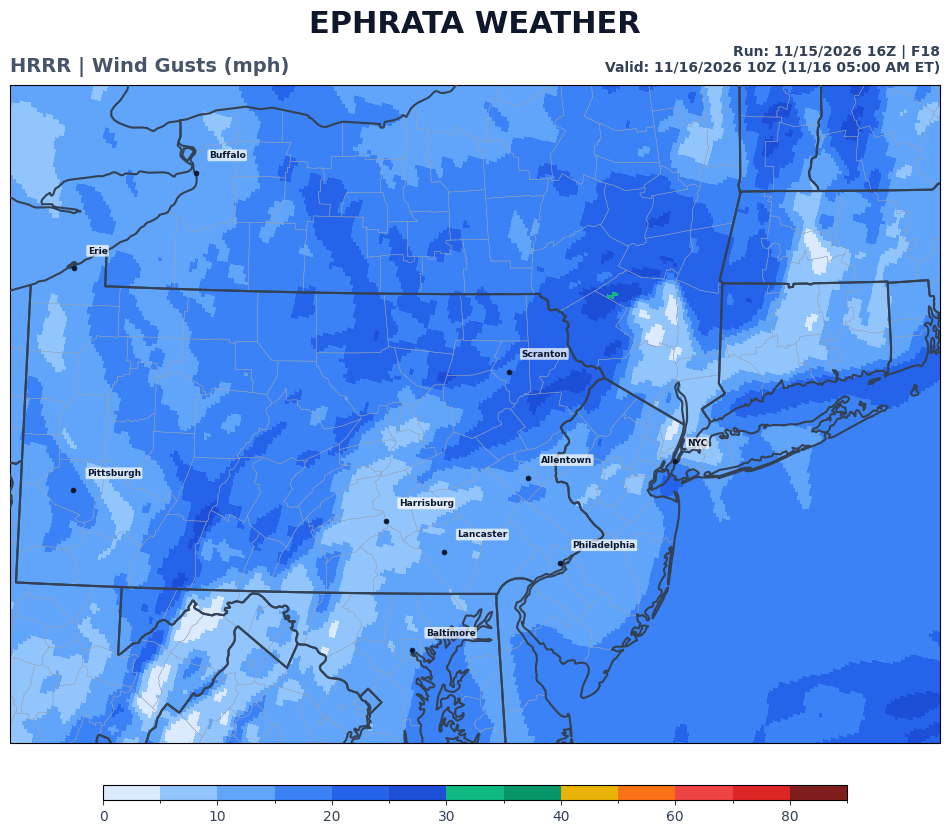 EPHRATA WEATHER
HRRR | Wind Gusts (mph)
Run: 11/15/2026 16Z | F18
Valid: 11/16/2026 10Z (11/16 05:00 AM ET)
Buffalo
Erie
Scranton
NYC
Allentown
Pittsburgh
Harrisburg
Lancaster
Philadelphia
Baltimore
0 10 20 30 40 60 80